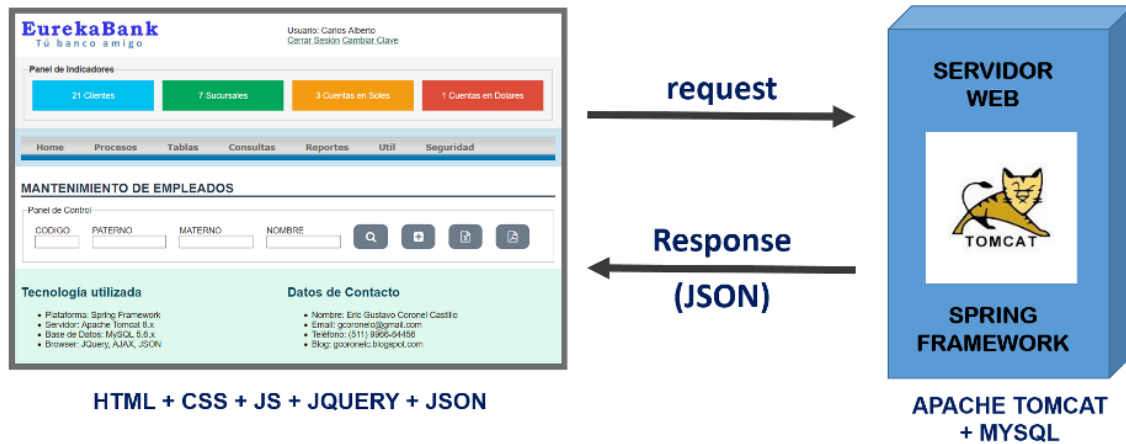 EurekaBank
Tú banco amigo
Usuario: Carlos Alberto
Cerrar Sesión Cambiar Clave
Panel de Indicadores
21 Clientes
7 Sucursales
3 Cuentas en Soles
1 Cuentas en Dolares
Home Procesos Tablas Consultas Reportes Util Seguridad
MANTENIMIENTO DE EMPLEADOS
Panel de Control
CODIGO PATERNO MATERNO NOMBRE
Tecnología utilizada
• Plataforma: Spring Framework
• Servidor: Apache Tomcat 8.x
• Base de Datos: MySQL 5.6.x
• Browser: JQuery, AJAX, JSON
Datos de Contacto
• Nombre: Eric Gustavo Coronel Castillo
• Email: gcoronelc@gmail.com
• Teléfono: (511) 9966-64456
• Blog: gcoronelc.blogspot.com
HTML + CSS + JS + JQUERY + JSON
request
Response
(JSON)
SERVIDOR
WEB
TOMCAT
SPRING
FRAMEWORK
APACHE TOMCAT
+ MYSQL